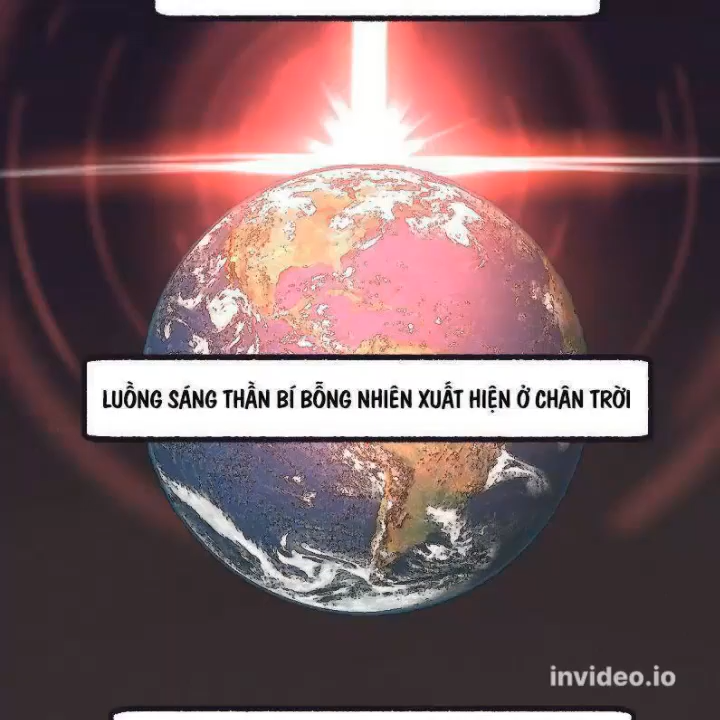 LUỒNG SÁNG THẦN BÍ BỖNG NHIÊN XUẤT HIỆN Ở CHÂN TRỜI
invideo.io